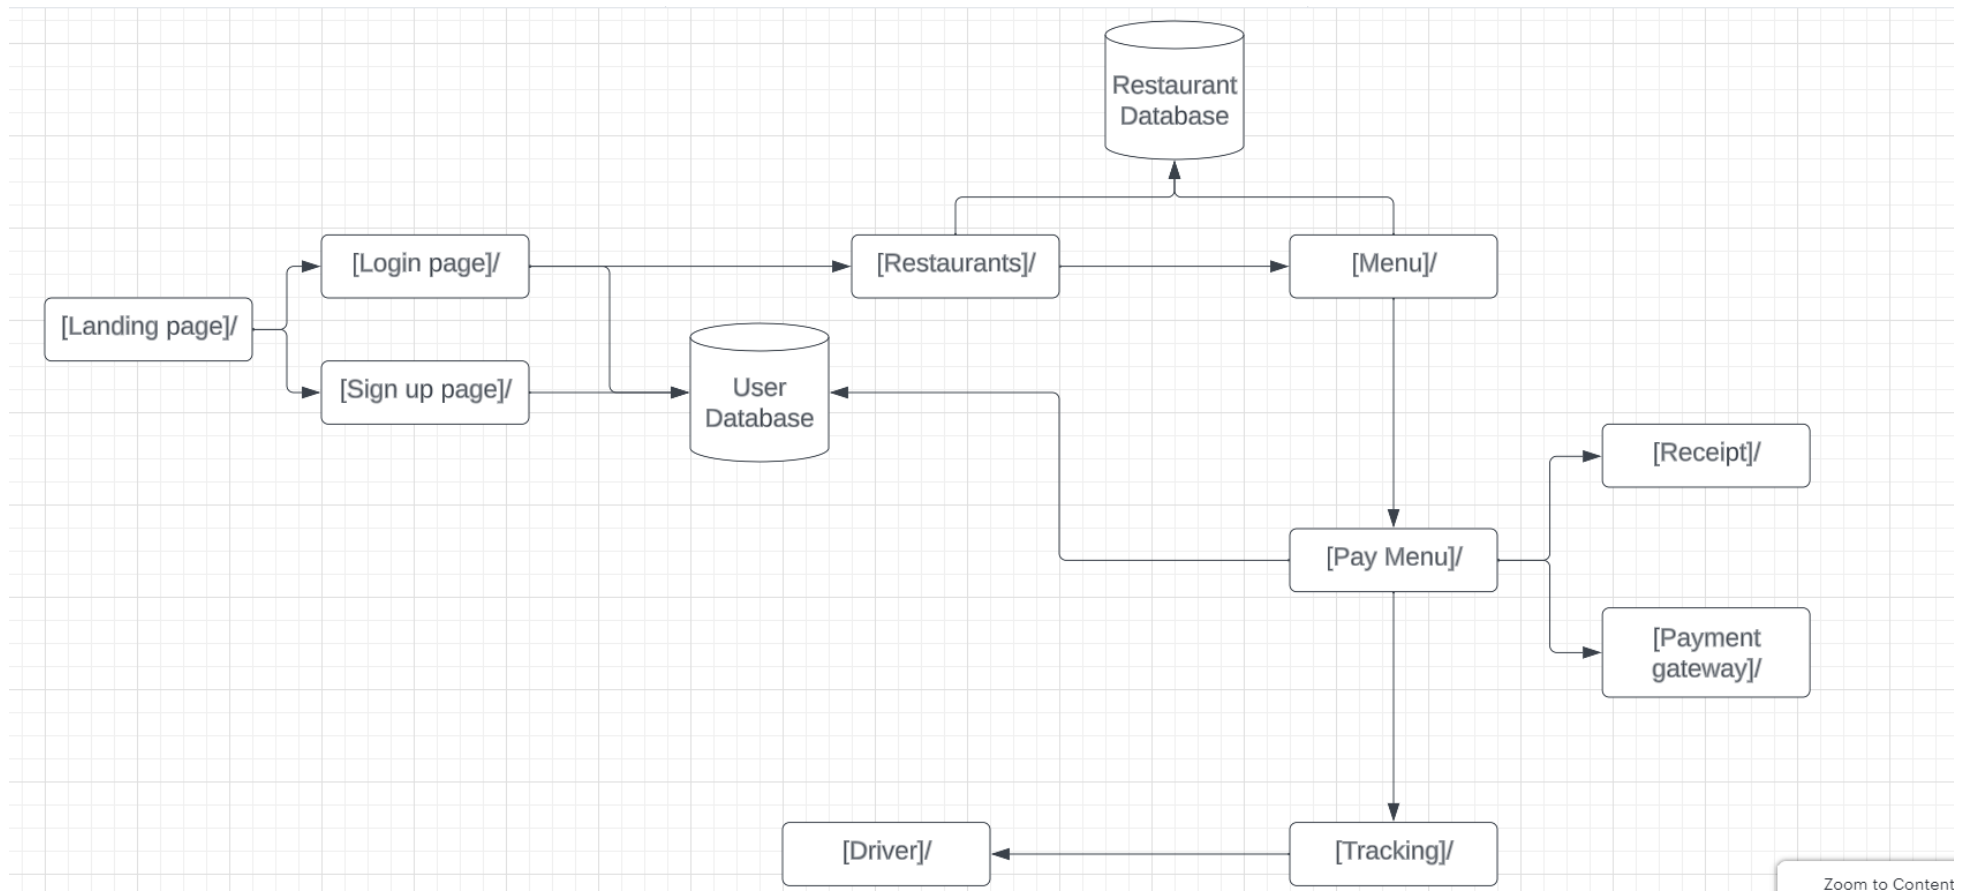 Restaurant
Database
[Login page]/
[Restaurants]/
[Menu]/
[Landing page]/
[Sign up page]/
User
Database
[Receipt]/
[Pay Menu]/
[Payment
gateway]/
[Driver]/
[Tracking]/
Zoom to Content